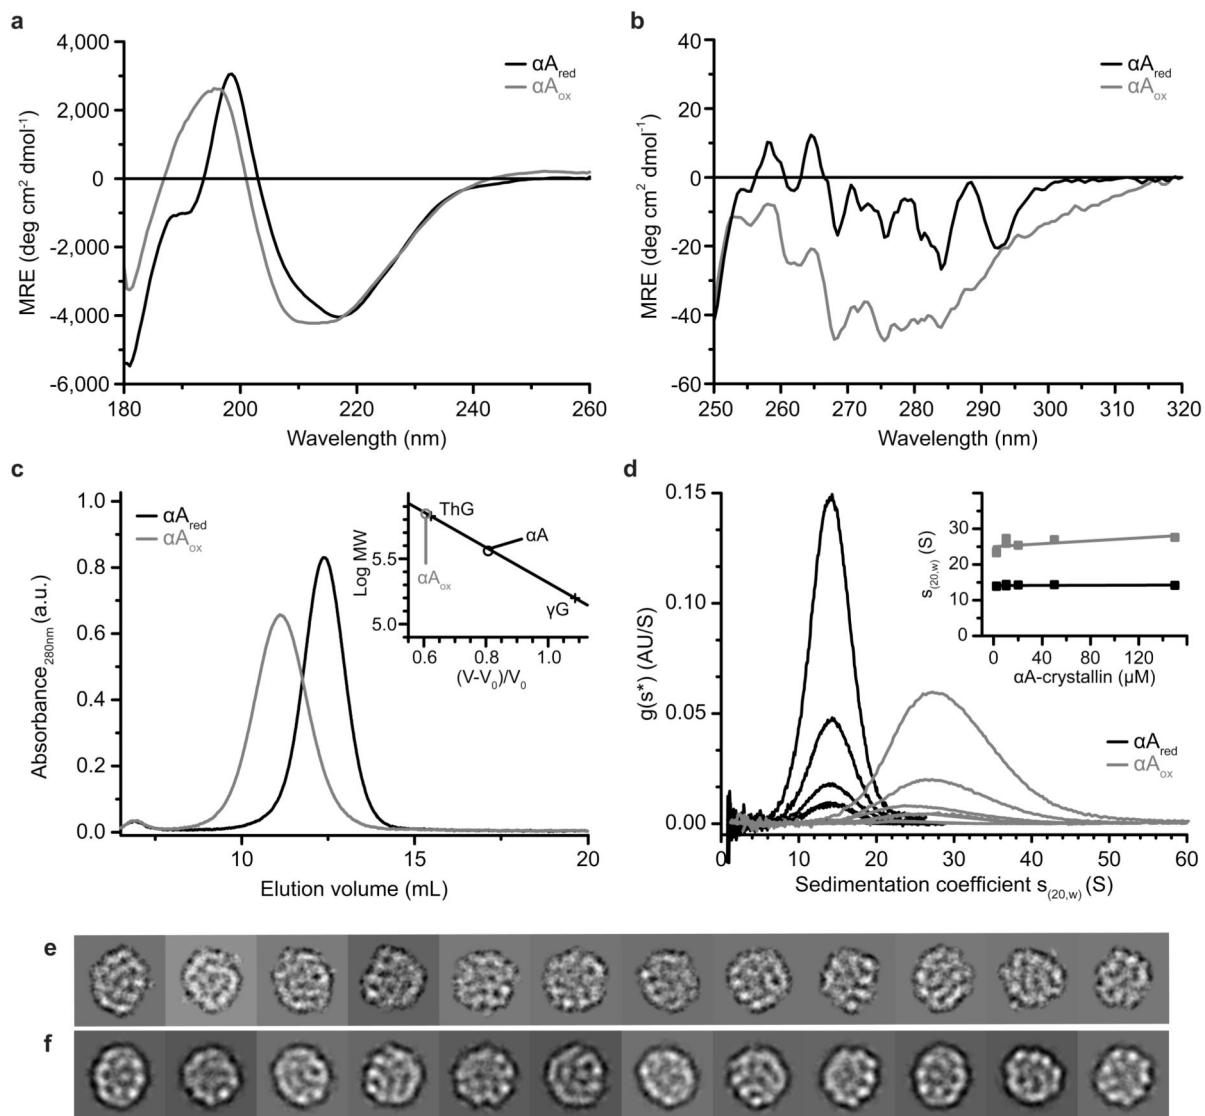 a
4,000
2,000
0
-2,000
-4,000
-6,000
MRE (deg cm² dmol⁻¹)
180 200 220 240 260
Wavelength (nm)
αA_red
αA_ox
b
40
20
0
-20
-40
-60
MRE (deg cm² dmol⁻¹)
250 260 270 280 290 300 310 320
Wavelength (nm)
αA_red
αA_ox
c
1.0
0.8
0.6
0.4
0.2
0.0
Absorbance_280nm (a.u.)
10 15 20
Elution volume (mL)
αA_red
αA_ox
Log MW
5.5
5.0
ThG
αA
αA_ox
γG
0.6 0.8 1.0
(V-V₀)/V₀
d
0.15
0.10
0.05
0.00
g(s*) (AU/S)
0 10 20 30 40 50 60
Sedimentation coefficient s_(20,w) (S)
s_(20,w) (S)
30
20
10
0
0 40 80 120
αA-crystallin (µM)
αA_red
αA_ox
e
f